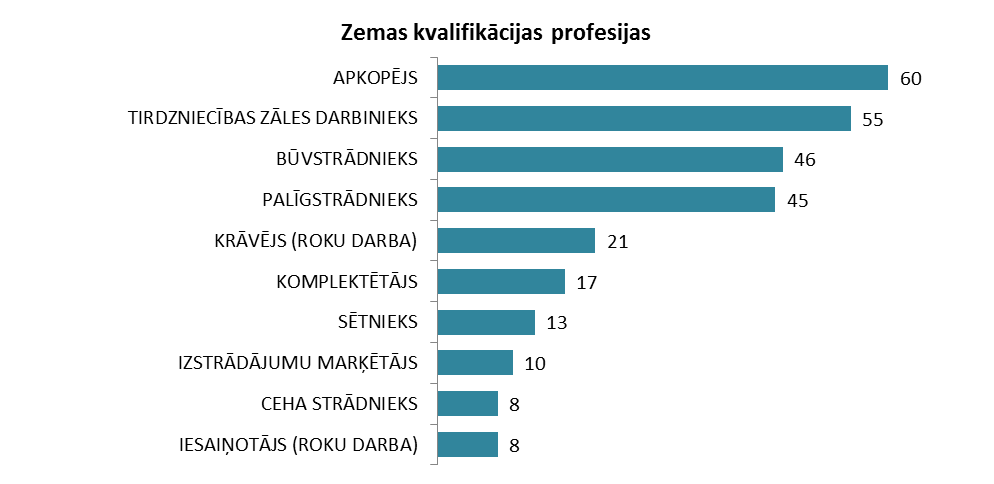 Zemas kvalifikācijas profesijas
APKOPĒJS 60
TIRDZNIECĪBAS ZĀLES DARBINIEKS 55
BŪVSTRĀDNIEKS 46
PALĪGSTRĀDNIEKS 45
KRĀVĒJS (ROKU DARBA) 21
KOMPLEKTĒTĀJS 17
SĒTNIEKS 13
IZSTRĀDĀJUMU MARĶĒTĀJS 10
CEHA STRĀDNIEKS 8
IESAIŅOTĀJS (ROKU DARBA) 8